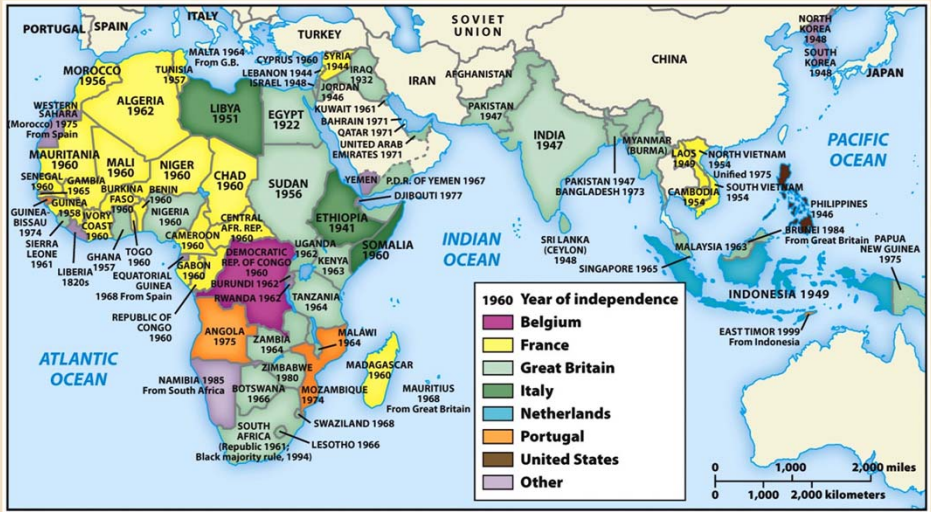 PORTUGAL
SPAIN
ITALY
MALTA 1964
From G.B.
TURKEY
SOVIET
UNION
CHINA
NORTH
KOREA
1948
SOUTH
KOREA
1948
JAPAN
MOROCCO
1956
TUNISIA
1957
CYPRUS 1960
LEBANON 1944
ISRAEL 1948
SYRIA
1944
IRAQ
1932
JORDAN
1946
IRAN
AFGHANISTAN
WESTERN
SAHARA
(Morocco) 1975
From Spain
ALGERIA
1962
LIBYA
1951
EGYPT
1922
KUWAIT 1961
BAHRAIN 1971
QATAR 1971
UNITED ARAB
EMIRATES 1971
PAKISTAN
1947
INDIA
1947
MYANMAR
(BURMA)
LAOS
1949
NORTH VIETNAM
1954
Unified 1975
PACIFIC
OCEAN
MAURITANIA
1960
MALI
1960
NIGER
1960
CHAD
1960
SUDAN
1956
YEMEN
P.D.R. OF YEMEN 1967
DJIBOUTI 1977
PAKISTAN 1947
BANGLADESH 1973
CAMBODIA
1954
SOUTH VIETNAM
1954
PHILIPPINES
1946
SENEGAL
1960
GAMBIA
1965
BURKINA
FASO
1960
BENIN
1960
GUINEA
1958
GUINEA-
BISSAU
1974
IVORY
COAST
1960
NIGERIA
1960
CENTRAL
AFR. REP.
1960
ETHIOPIA
1941
SOMALIA
1960
INDIAN
OCEAN
SRI LANKA
(CEYLON)
1948
MALAYSIA 1963
BRUNEI 1984
From Great Britain
PAPUA
NEW GUINEA
1975
SINGAPORE 1965
SIERRA
LEONE
1961
LIBERIA
1820s
GHANA
1957
TOGO
1960
CAMEROON
1960
EQUATORIAL
GUINEA
1968 From Spain
GABON
1960
DEMOCRATIC
REP. OF CONGO
1960
UGANDA
1962
KENYA
1963
BURUNDI 1962
RWANDA 1962
TANZANIA
1964
REPUBLIC OF
CONGO
1960
INDONESIA 1949
EAST TIMOR 1999
From Indonesia
ATLANTIC
OCEAN
ANGOLA
1975
ZAMBIA
1964
MALAWI
1964
NAMIBIA 1985
From South Africa
ZIMBABWE
1980
BOTSWANA
1966
MOZAMBIQUE
1974
MADAGASCAR
1960
MAURITIUS
1968
From Great Britain
SWAZILAND 1968
LESOTHO 1966
SOUTH
AFRICA
(Republic 1961;
Black majority rule, 1994)
1960 Year of independence
Belgium
France
Great Britain
Italy
Netherlands
Portugal
United States
Other
0 1,000 2,000 miles
0 1,000 2,000 kilometers